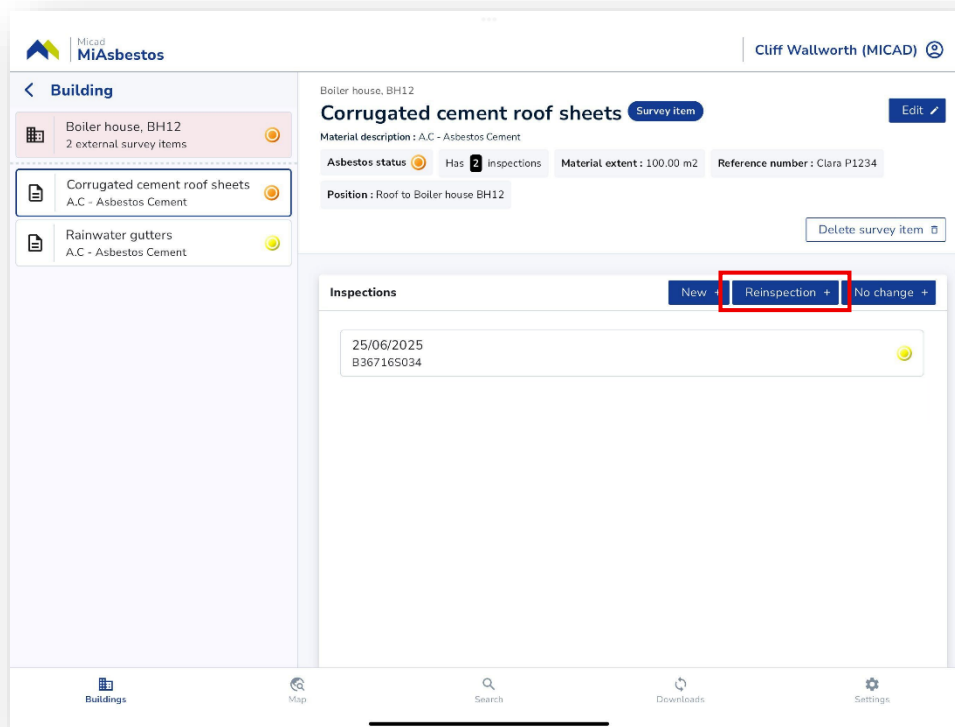 Micad
MiAsbestos
Cliff Wallworth (MICAD)
Building
Boiler house, BH12
2 external survey items
Corrugated cement roof sheets
A.C - Asbestos Cement
Rainwater gutters
A.C - Asbestos Cement
Boiler house, BH12
Corrugated cement roof sheets Survey item
Edit
Material description : A.C - Asbestos Cement
Asbestos status Has 2 inspections Material extent : 100.00 m2 Reference number : Clara P1234
Position : Roof to Boiler house BH12
Delete survey item
Inspections New + Reinspection + No change +
25/06/2025
B36716S034
Buildings Map Search Downloads Settings